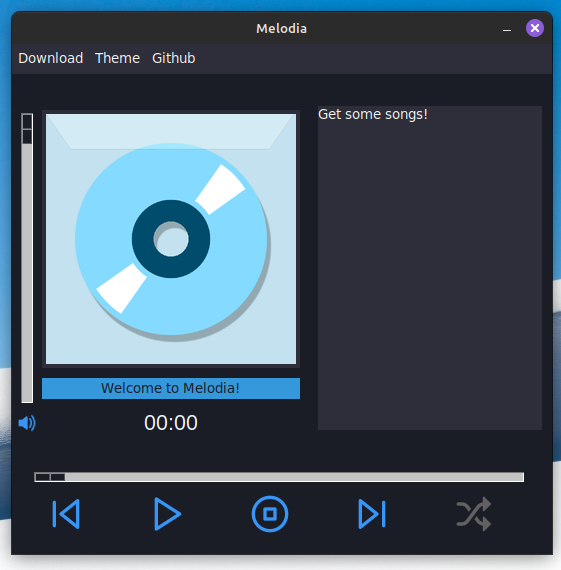 Melodia
Download Theme Github
Get some songs!
Welcome to Melodia!
00:00